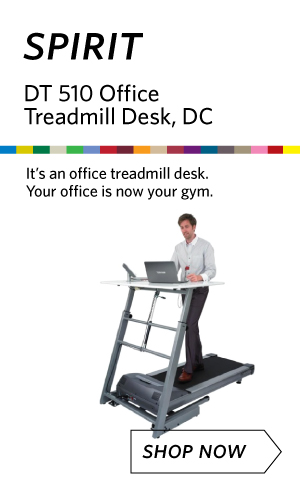 SPIRIT
DT 510 Office
Treadmill Desk, DC
It's an office treadmill desk.
Your office is now your gym.
SHOP NOW